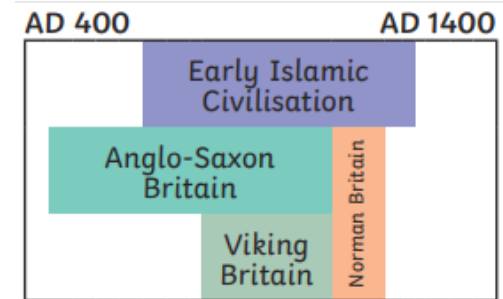 AD 400
AD 1400
Early Islamic
Civilisation
Anglo-Saxon
Britain
Norman Britain
Viking
Britain